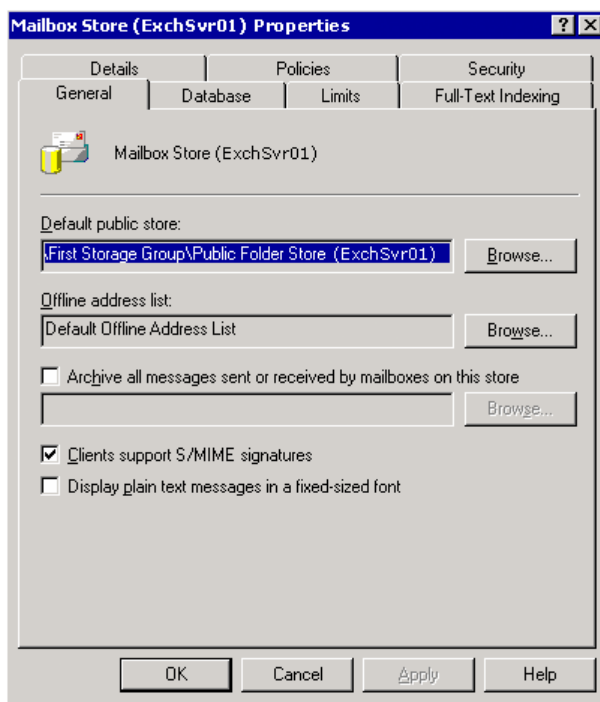 Mailbox Store (ExchSvr01) Properties
Details Policies Security
General Database Limits Full-Text Indexing
Mailbox Store (ExchSvr01)
Default public store:
\First Storage Group\Public Folder Store (ExchSvr01) Browse...
Offline address list:
Default Offline Address List Browse...
Archive all messages sent or received by mailboxes on this store
Browse...
Clients support S/MIME signatures
Display plain text messages in a fixed-sized font
OK Cancel Apply Help